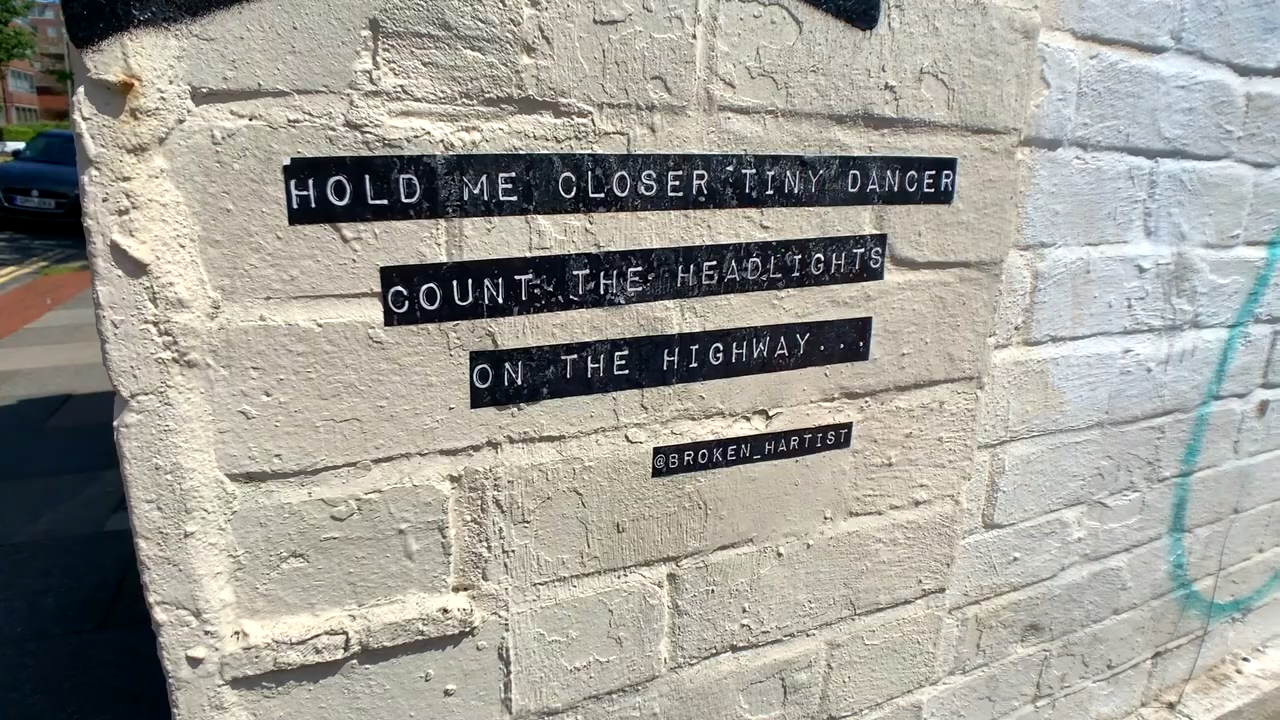 HOLD ME CLOSER TINY DANCER
COUNT THE HEADLIGHTS
ON THE HIGHWAY...
@BROKEN_HARTIST